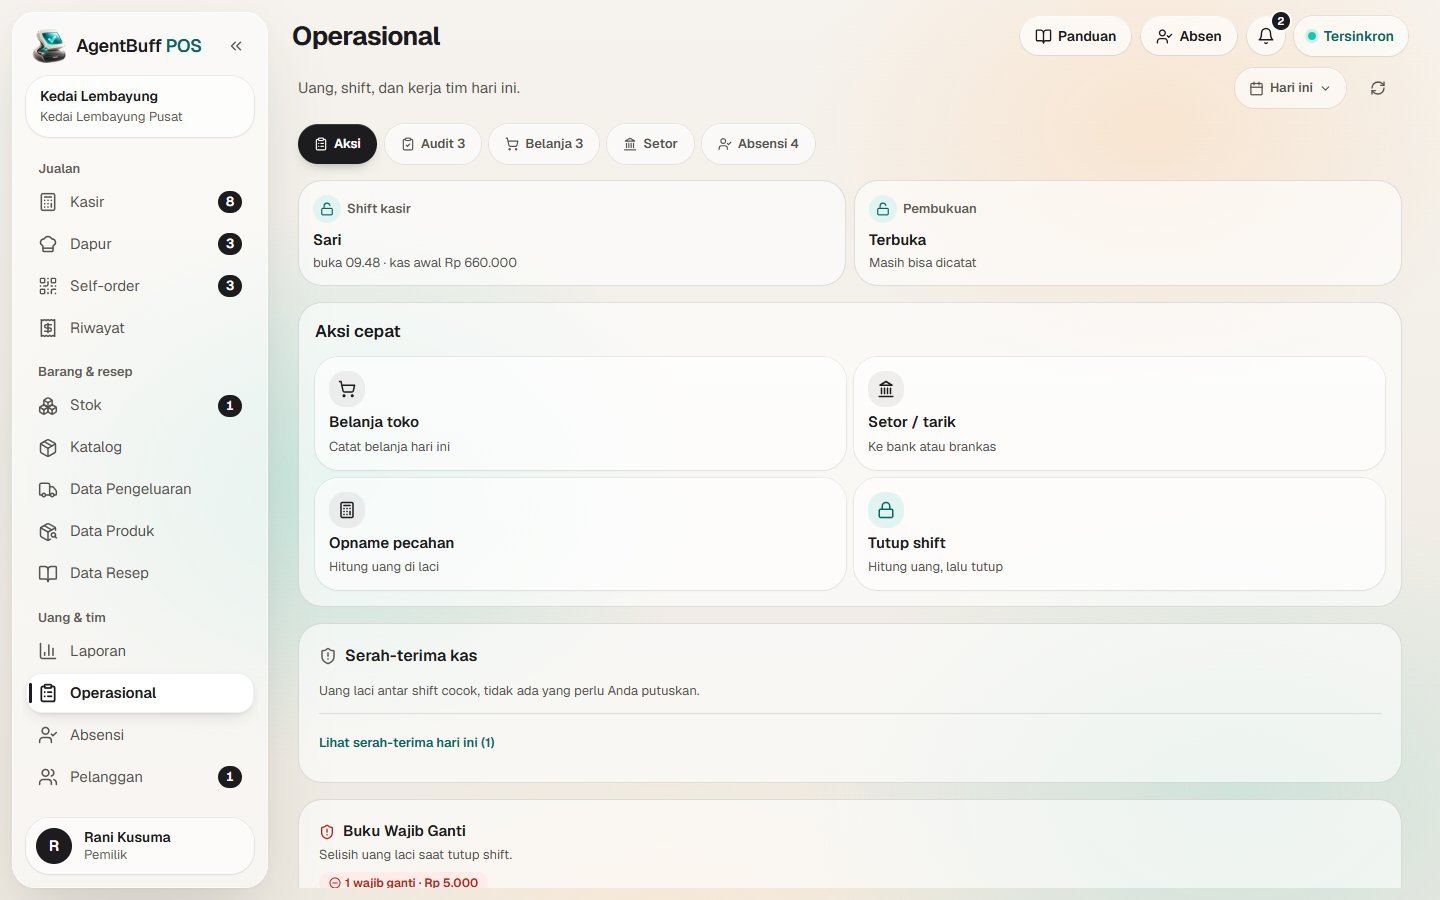 AgentBuff POS
Kedai Lembayung
Kedai Lembayung Pusat
Jualan
Kasir 8
Dapur 3
Self-order 3
Riwayat
Barang & resep
Stok 1
Katalog
Data Pengeluaran
Data Produk
Data Resep
Uang & tim
Laporan
Operasional
Absensi
Pelanggan 1
R
Rani Kusuma
Pemilik
Operasional
Panduan
Absen
2
Tersinkron
Uang, shift, dan kerja tim hari ini.
Hari ini
Aksi
Audit 3
Belanja 3
Setor
Absensi 4
Shift kasir
Sari
buka 09.48 · kas awal Rp 660.000
Pembukuan
Terbuka
Masih bisa dicatat
Aksi cepat
Belanja toko
Catat belanja hari ini
Setor / tarik
Ke bank atau brankas
Opname pecahan
Hitung uang di laci
Tutup shift
Hitung uang, lalu tutup
Serah-terima kas
Uang laci antar shift cocok, tidak ada yang perlu Anda putuskan.
Lihat serah-terima hari ini (1)
Buku Wajib Ganti
Selisih uang laci saat tutup shift.
1 wajib ganti · Rp 5.000